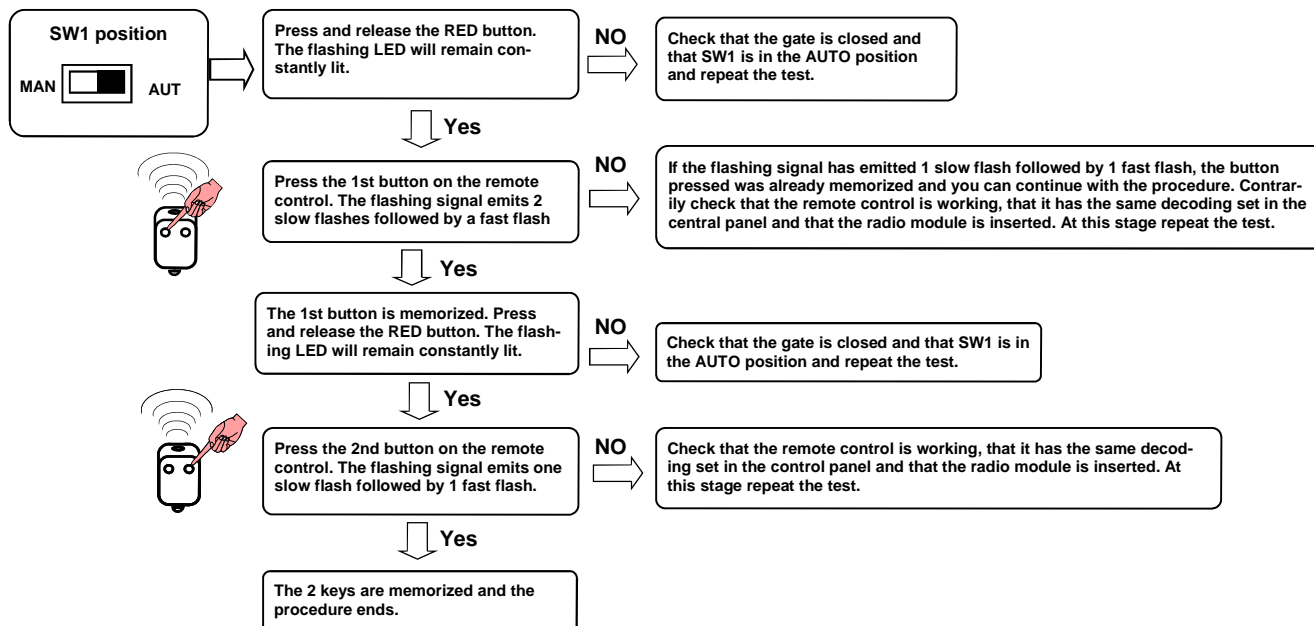 SW1 position
MAN
AUT
Press and release the RED button.
The flashing LED will remain con-
stantly lit.
NO
Check that the gate is closed and
that SW1 is in the AUTO position
and repeat the test.
Yes
Press the 1st button on the remote
control. The flashing signal emits 2
slow flashes followed by a fast flash
NO
If the flashing signal has emitted 1 slow flash followed by 1 fast flash, the button
pressed was already memorized and you can continue with the procedure. Contrar-
ily check that the remote control is working, that it has the same decoding set in the
central panel and that the radio module is inserted. At this stage repeat the test.
Yes
The 1st button is memorized. Press
and release the RED button. The flash-
ing LED will remain constantly lit.
NO
Check that the gate is closed and that SW1 is in
the AUTO position and repeat the test.
Yes
Press the 2nd button on the remote
control. The flashing signal emits one
slow flash followed by 1 fast flash.
NO
Check that the remote control is working, that it has the same decod-
ing set in the control panel and that the radio module is inserted. At
this stage repeat the test.
Yes
The 2 keys are memorized and the
procedure ends.